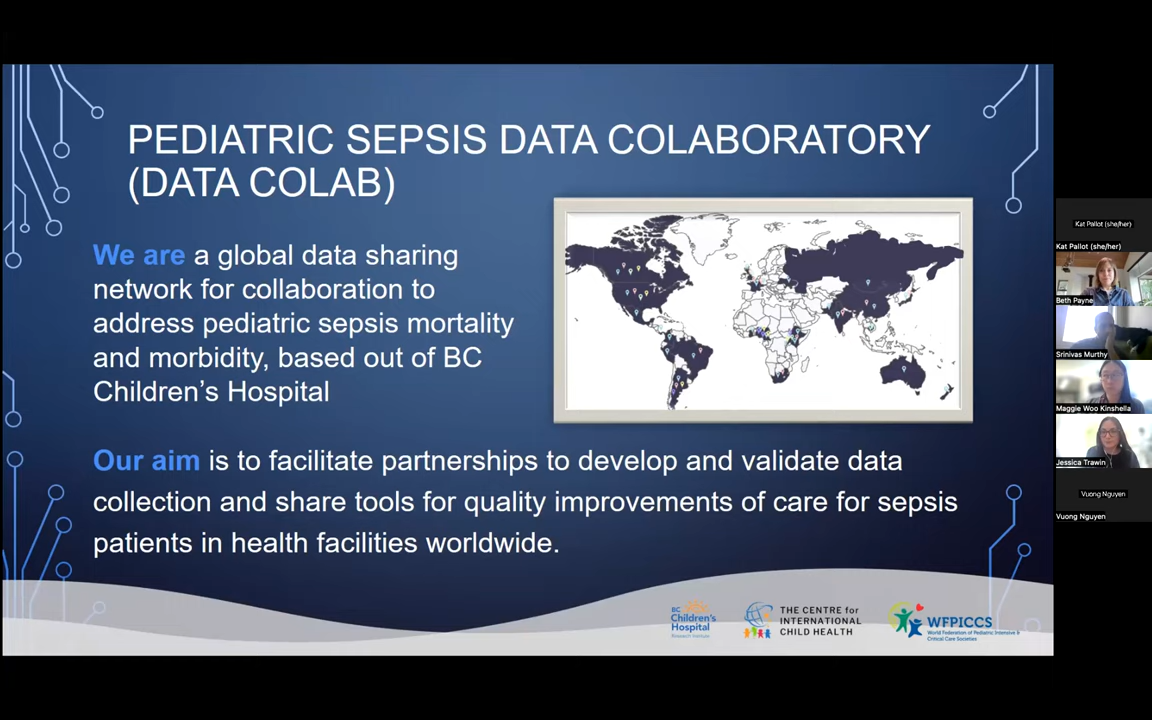 PEDIATRIC SEPSIS DATA COLABORATORY
(DATA COLAB)
We are a global data sharing
network for collaboration to
address pediatric sepsis mortality
and morbidity, based out of BC
Children’s Hospital
Our aim is to facilitate partnerships to develop and validate data
collection and share tools for quality improvements of care for sepsis
patients in health facilities worldwide.
BC
Children's
Hospital
Research Institute
THE CENTRE for
INTERNATIONAL
CHILD HEALTH
WFPICCS
World Federation of Pediatric Intensive &
Critical Care Societies
Kat Pallot (she/her)
Kat Pallot (she/her)
Beth Payne
Srinivas Murthy
Maggie Woo Kinshella
Jessica Trawin
Vuong Nguyen
Vuong Nguyen